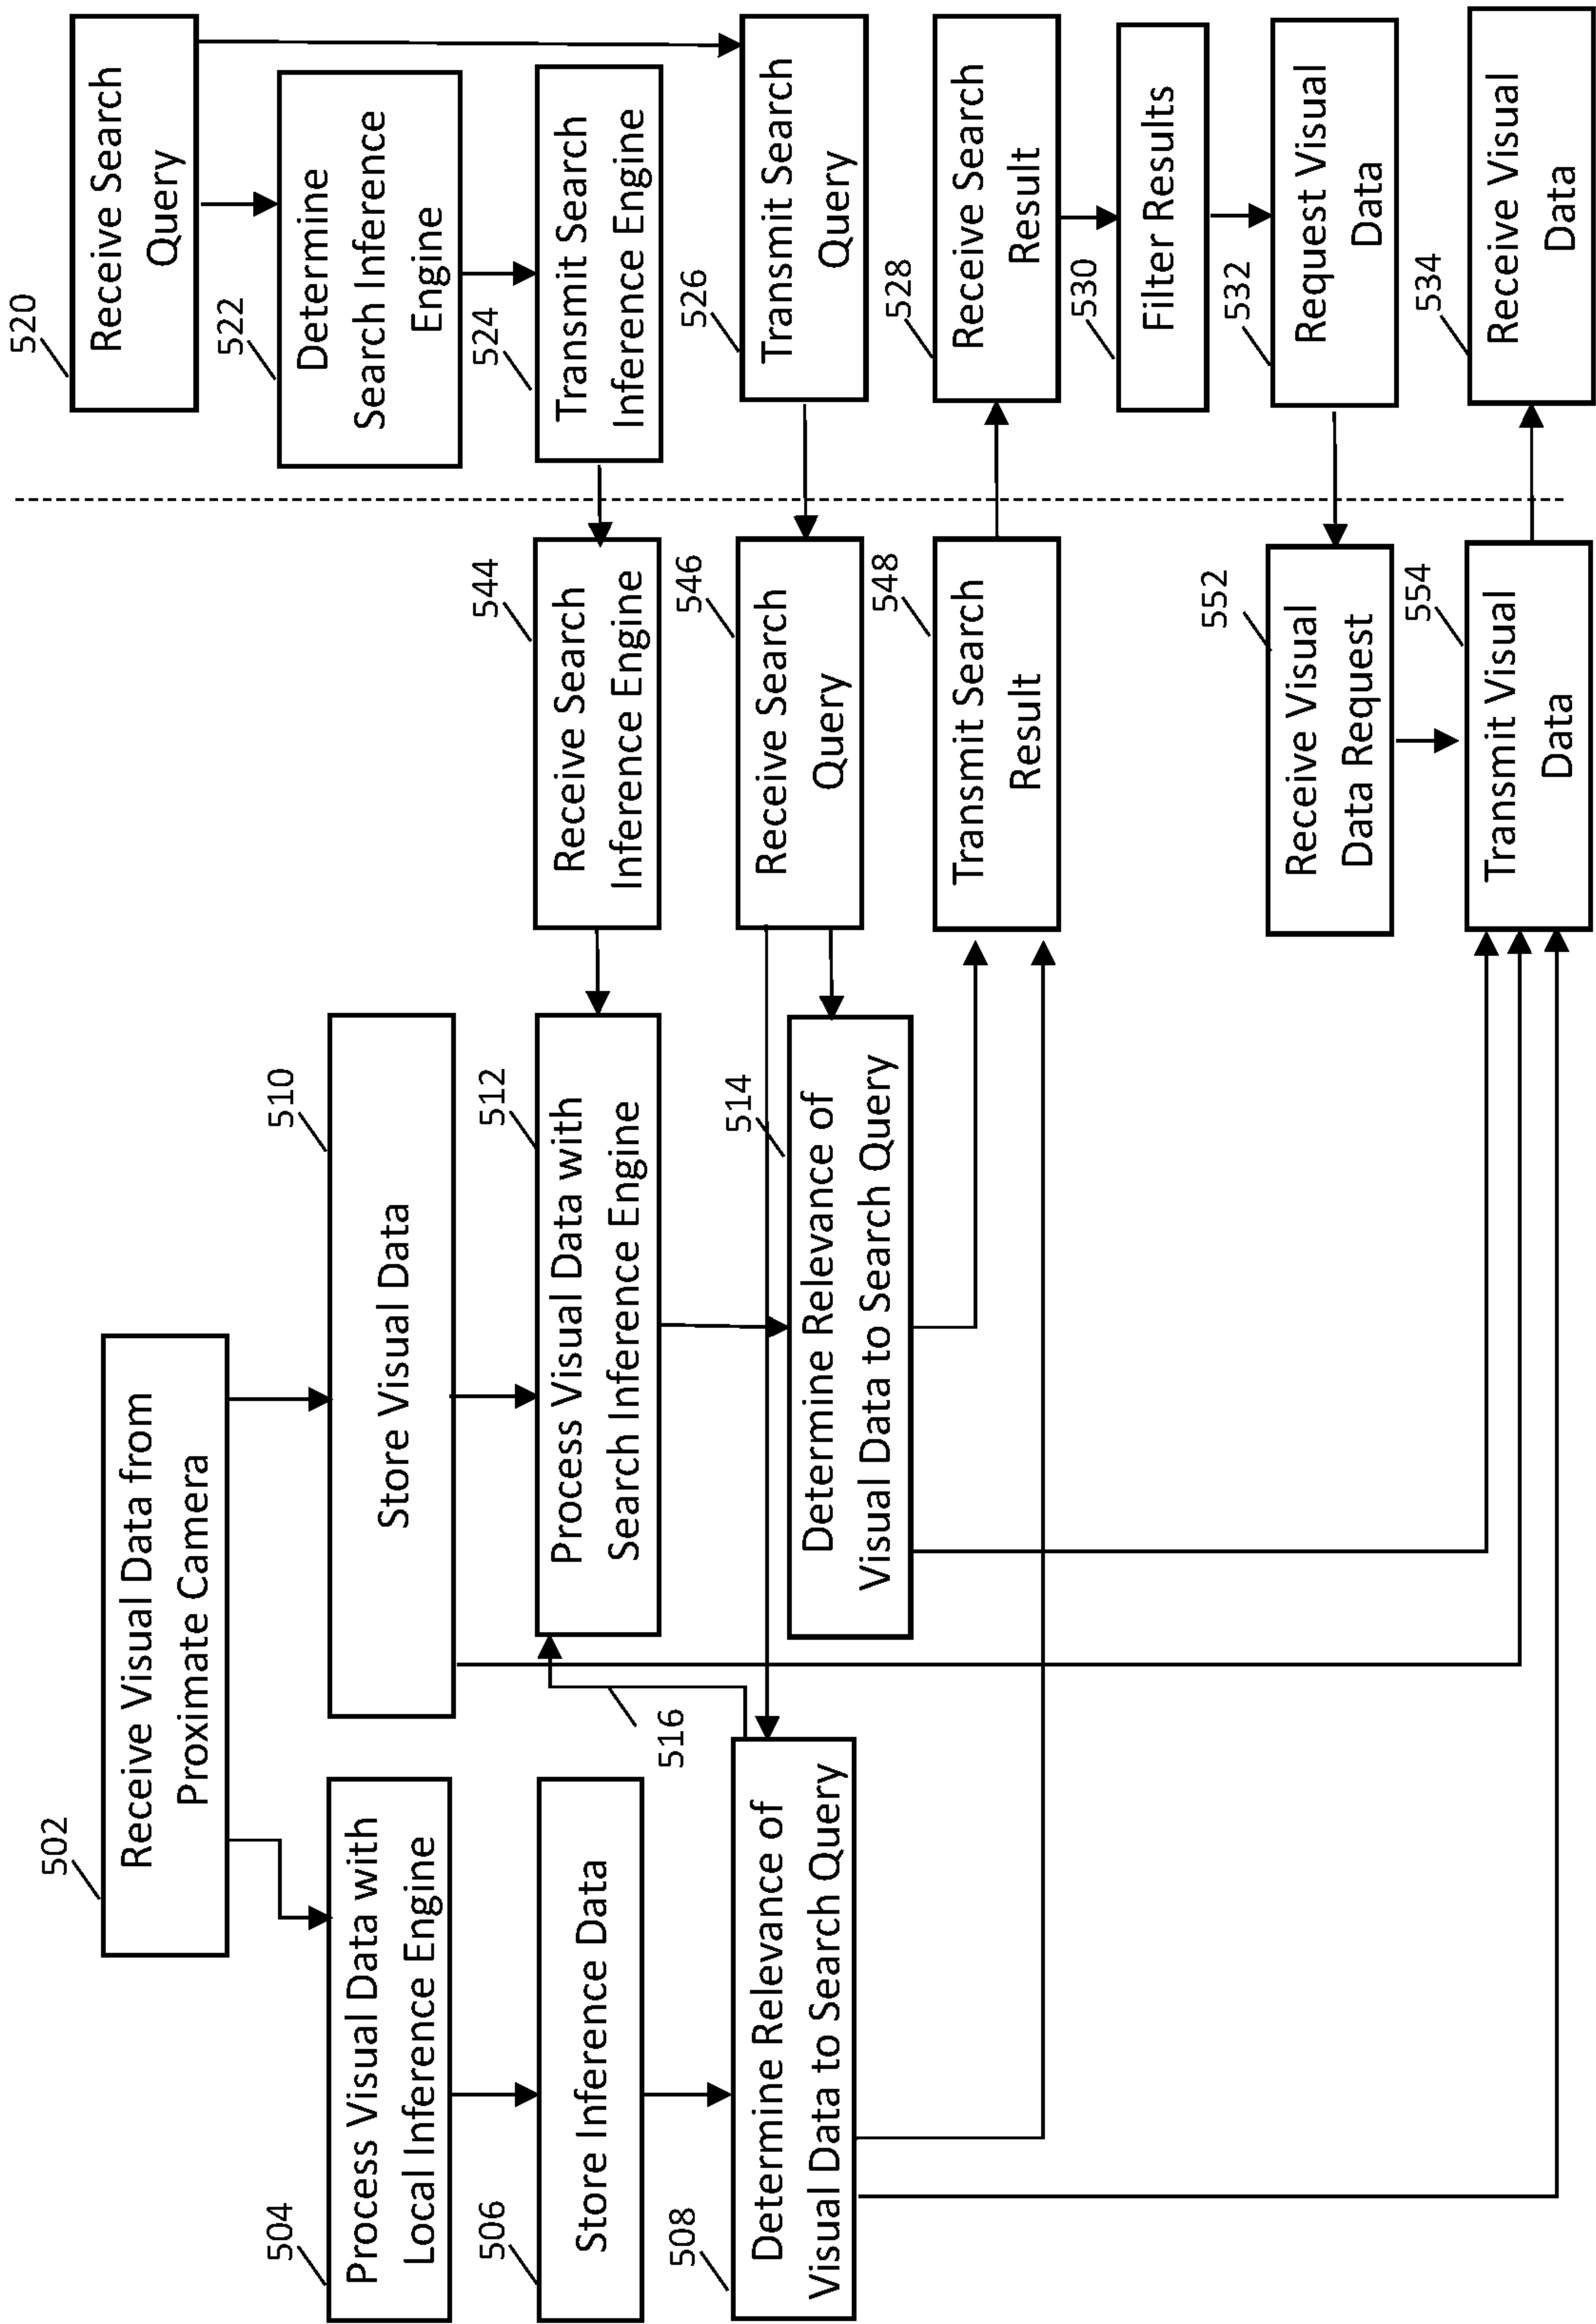 502
Receive Visual Data from
Proximate Camera
504
Process Visual Data with
Local Inference Engine
506
Store Inference Data
508
Determine Relevance of
Visual Data to Search Query
510
Store Visual Data
512
Process Visual Data with
Search Inference Engine
514
Determine Relevance of
Visual Data to Search Query
516
544
Receive Search
Inference Engine
546
Receive Search
Query
548
Transmit Search
Result
552
Receive Visual
Data Request
554
Transmit Visual
Data
520
Receive Search
Query
522
Determine
Search Inference
Engine
524
Transmit Search
Inference Engine
526
Transmit Search
Query
528
Receive Search
Result
530
Filter Results
532
Request Visual
Data
534
Receive Visual
Data